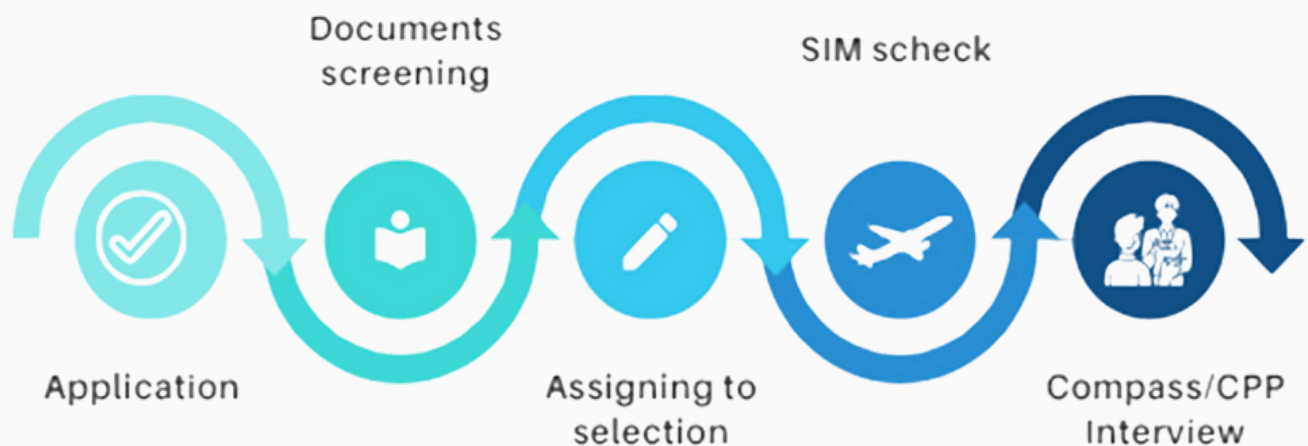 Application
Documents
screening
Assigning to
selection
SIM scheck
Compass/CPP
Interview